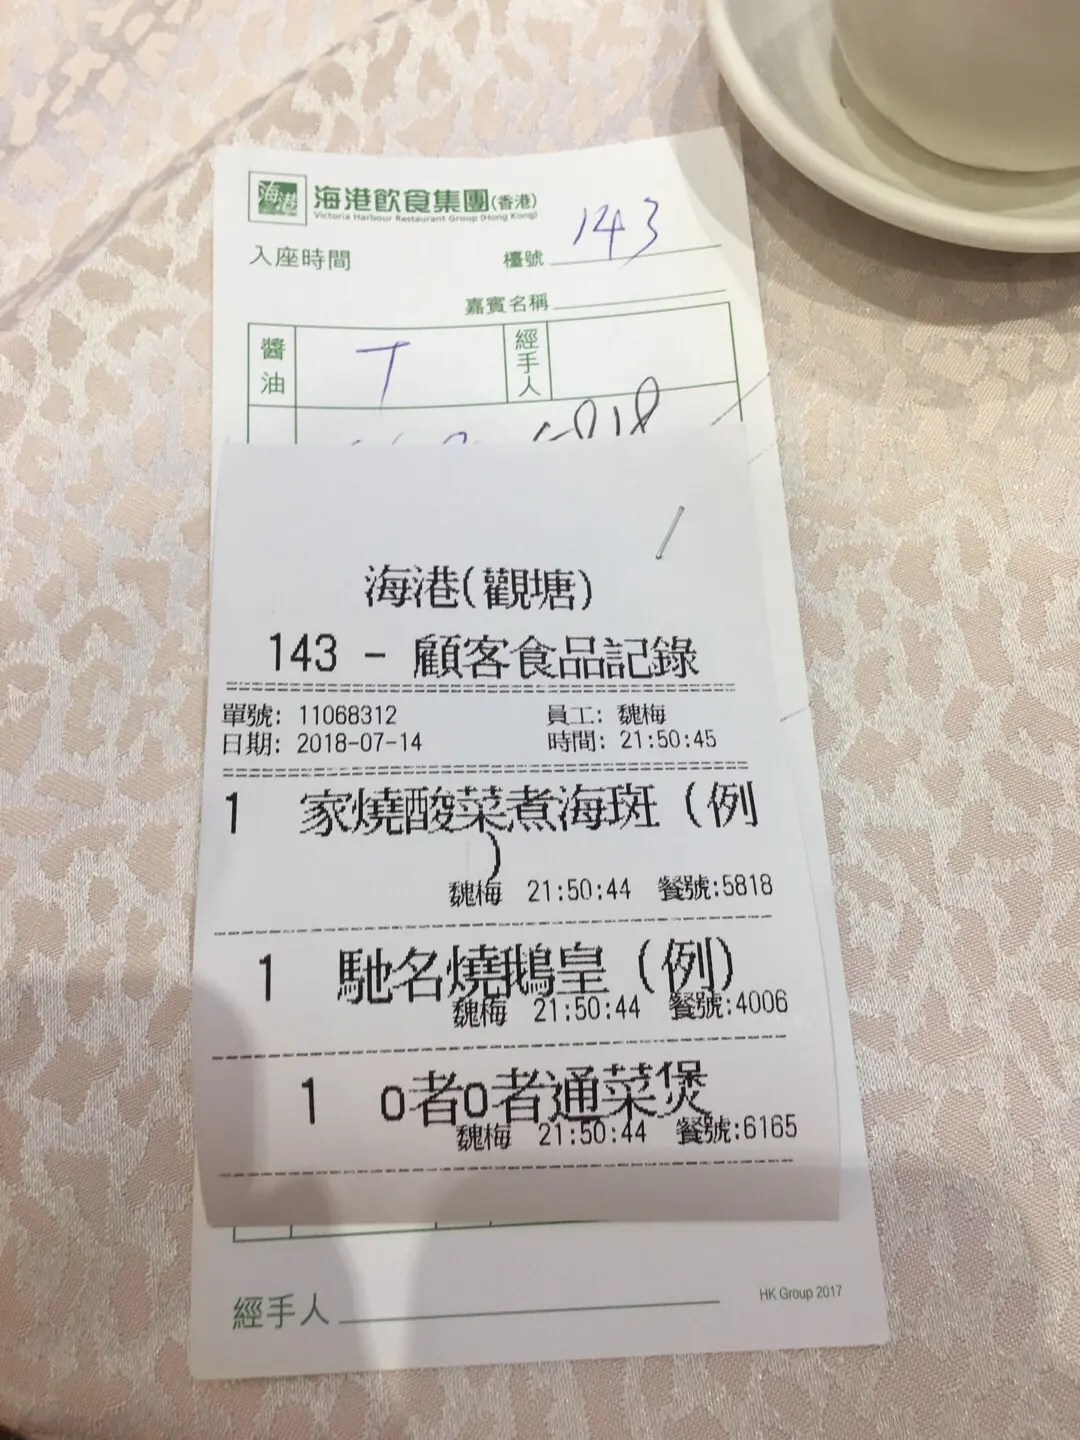 海港
海港飲食集團(香港)
Victoria Harbour Restaurant Group (Hong Kong)
入座時間 檯號 143
嘉賓名稱
醬油 T 經手人
海港(觀塘)
143 - 顧客食品記錄
單號: 11068312 員工: 魏梅
日期: 2018-07-14 時間: 21:50:45
1 家燒酸菜煮海斑 (例
)
魏梅 21:50:44 餐號:5818
1 馳名燒鵝皇 (例)
魏梅 21:50:44 餐號:4006
1 o者o者通菜煲
魏梅 21:50:44 餐號:6165
經手人
HK Group 2017